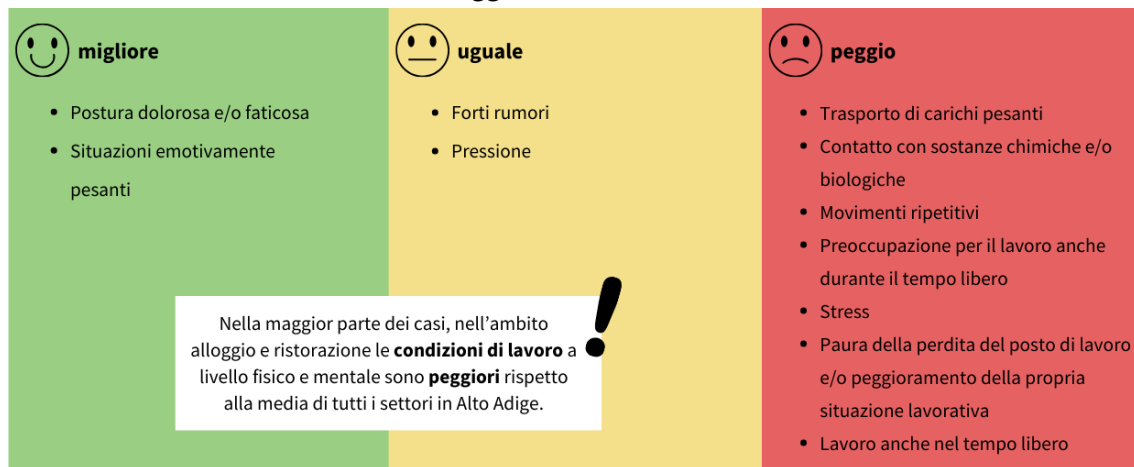 migliore
Postura dolorosa e/o faticosa
Situazioni emotivamente
pesanti
uguale
Forti rumori
Pressione
peggio
Trasporto di carichi pesanti
Contatto con sostanze chimiche e/o
biologiche
Movimenti ripetitivi
Preoccupazione per il lavoro anche
durante il tempo libero
Stress
Paura della perdita del posto di lavoro
e/o peggioramento della propria
situazione lavorativa
Lavoro anche nel tempo libero
Nella maggior parte dei casi, nell'ambito
alloggio e ristorazione le condizioni di lavoro a
livello fisico e mentale sono peggiori rispetto
alla media di tutti i settori in Alto Adige.
!